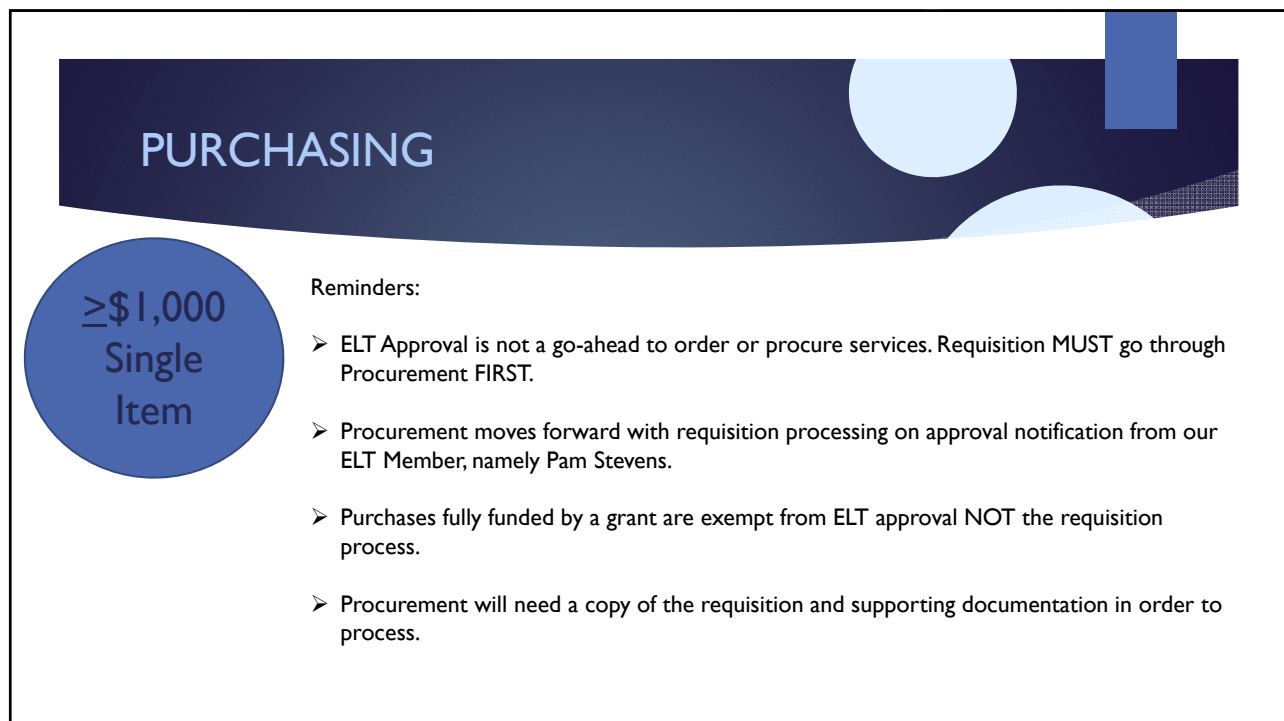 PURCHASING
≥$1,000
Single
Item
Reminders:
➢ ELT Approval is not a go-ahead to order or procure services. Requisition MUST go through
Procurement FIRST.
➢ Procurement moves forward with requisition processing on approval notification from our
ELT Member, namely Pam Stevens.
➢ Purchases fully funded by a grant are exempt from ELT approval NOT the requisition
process.
➢ Procurement will need a copy of the requisition and supporting documentation in order to
process.